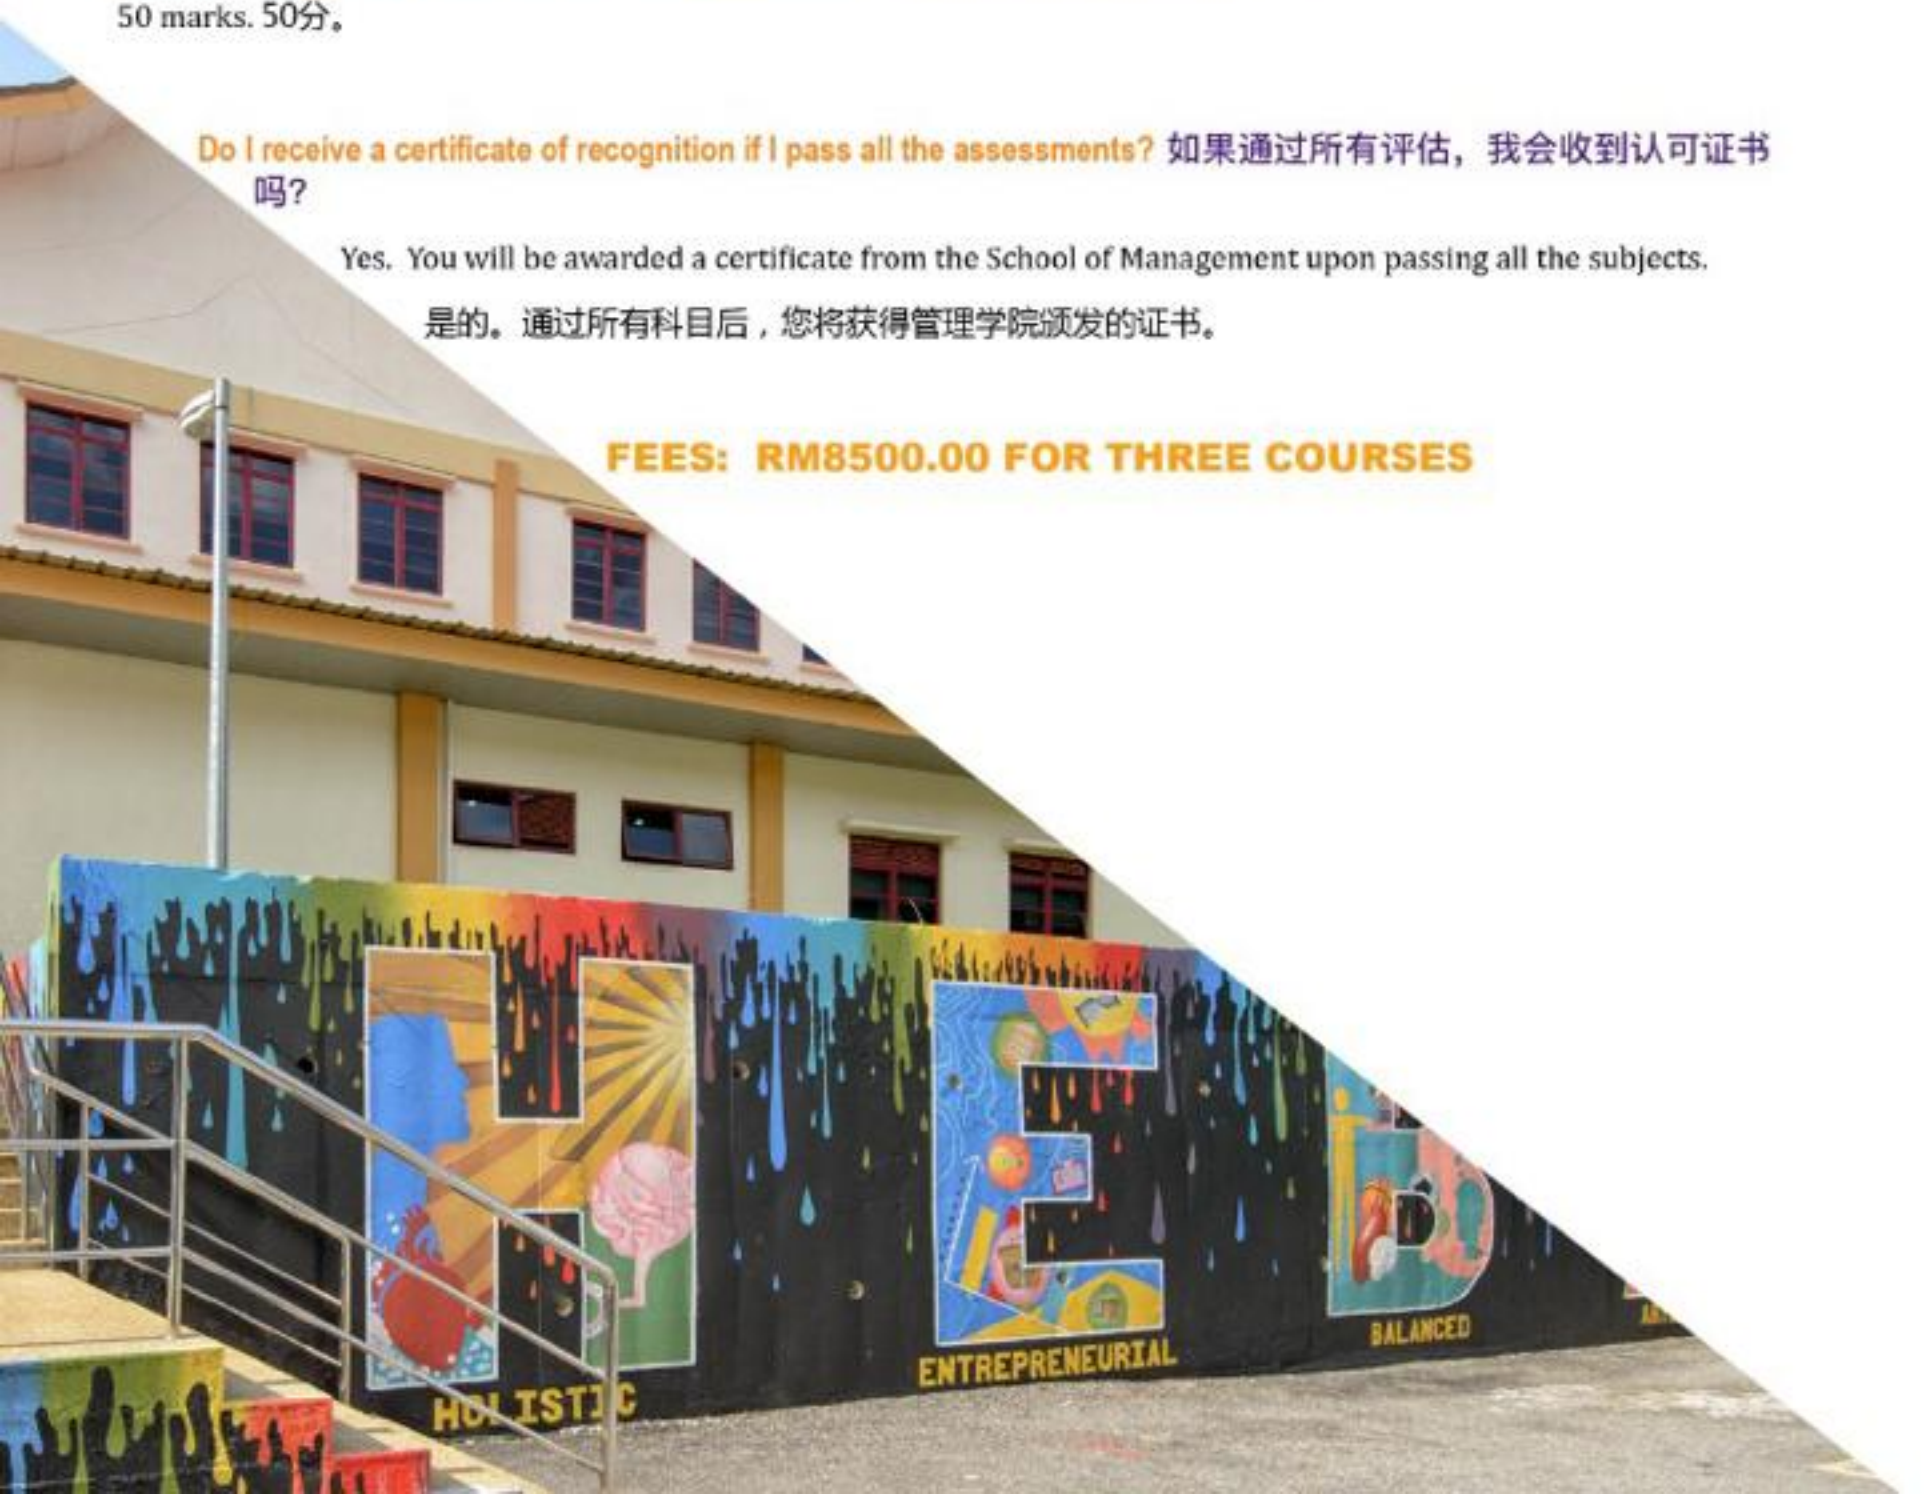 50 marks. 50分。
Do I receive a certificate of recognition if I pass all the assessments? 如果通过所有评估，我会收到认可证书
吗?
Yes. You will be awarded a certificate from the School of Management upon passing all the subjects.
是的。通过所有科目后，您将获得管理学院颁发的证书。
FEES: RM8500.00 FOR THREE COURSES
H E B
HOLISTIC
ENTREPRENEURIAL
BALANCED